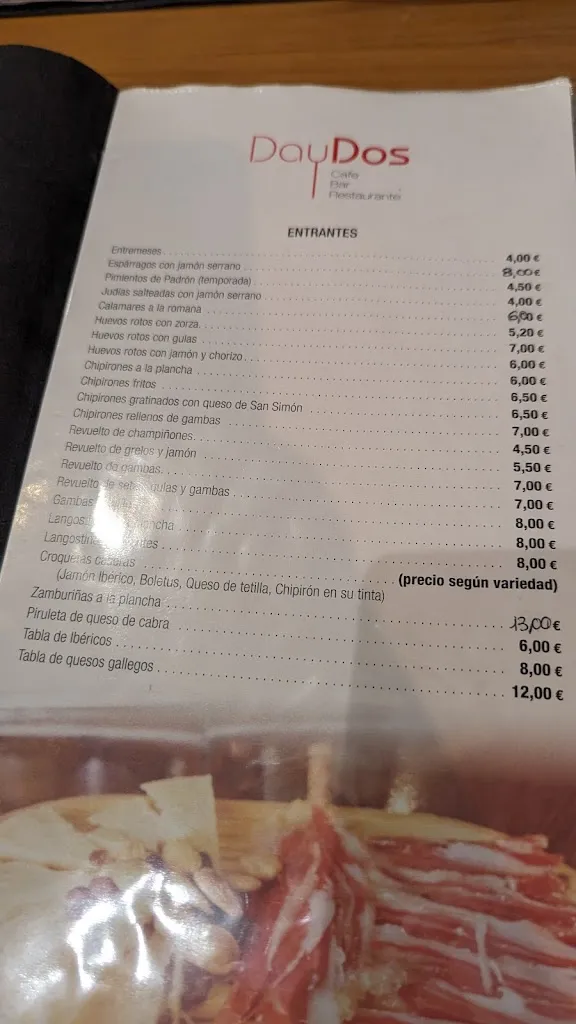 DayDos
Cafe
Bar
Restaurante
ENTRANTES
Entremeses 4,00 €
Espárragos con jamón serrano 8,00€
Pimientos de Padrón (temporada) 4,50 €
Judías salteadas con jamón serrano 4,00 €
Calamares a la romana 6,00 €
Huevos rotos con zorza 5,20 €
Huevos rotos con gulas 7,00 €
Huevos rotos con jamón y chorizo 6,00 €
Chipirones a la plancha 6,00 €
Chipirones fritos 6,50 €
Chipirones gratinados con queso de San Simón 6,50 €
Chipirones rellenos de gambas 7,00 €
Revuelto de champiñones 4,50 €
Revuelto de grelos y jamón 5,50 €
Revuelto de gambas 7,00 €
Revuelto de gulas y gambas 7,00 €
Gambas 8,00 €
8,00 €
8,00 €
Croquetas caseras (precio según variedad)
(Jamón Ibérico, Boletus, Queso de tetilla, Chipirón en su tinta)
Zamburiñas a la plancha 13,00€
Piruleta de queso de cabra 6,00 €
Tabla de Ibéricos 8,00 €
Tabla de quesos gallegos 12,00 €